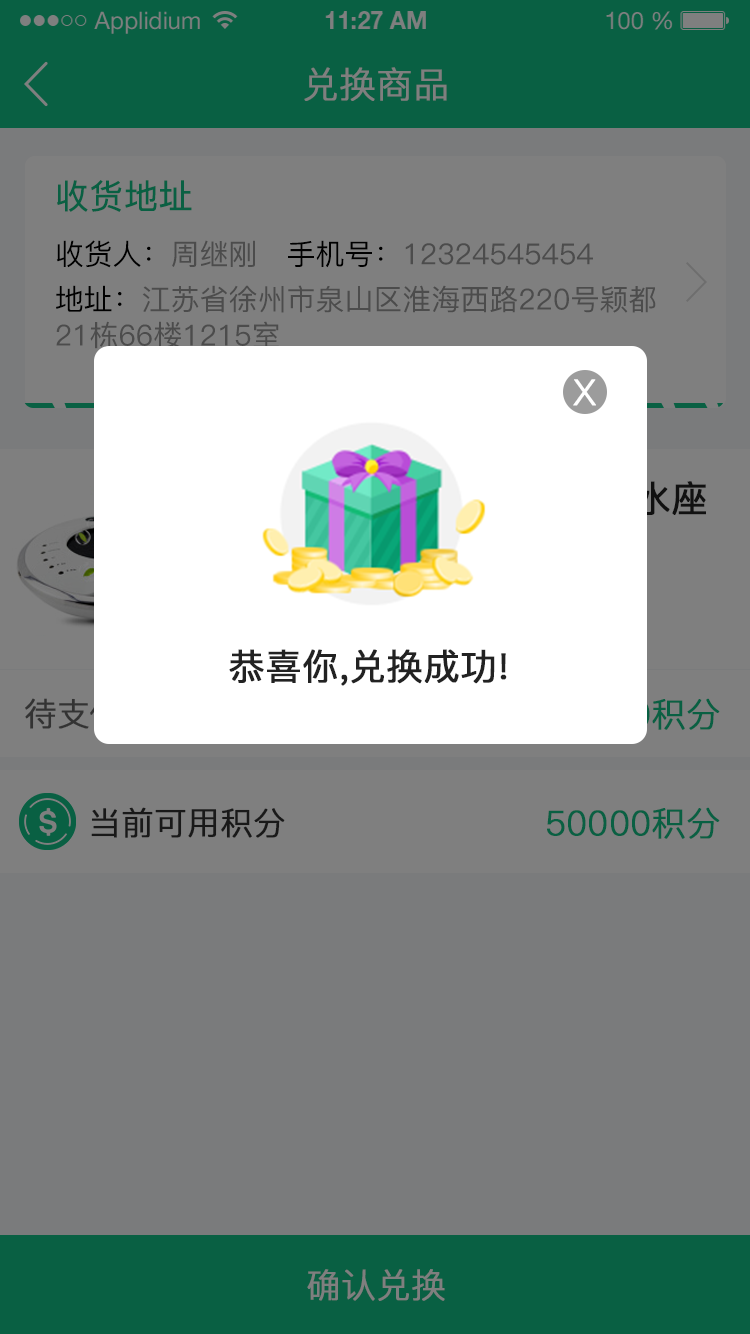 Applidium 11:27 AM 100 %
兑换商品
收货地址
收货人：周继刚 手机号：12324545454
地址：江苏省徐州市泉山区淮海西路220号颖都
21栋66楼1215室
X
水座
恭喜你,兑换成功!
待支 积分
$ 当前可用积分 50000积分
确认兑换